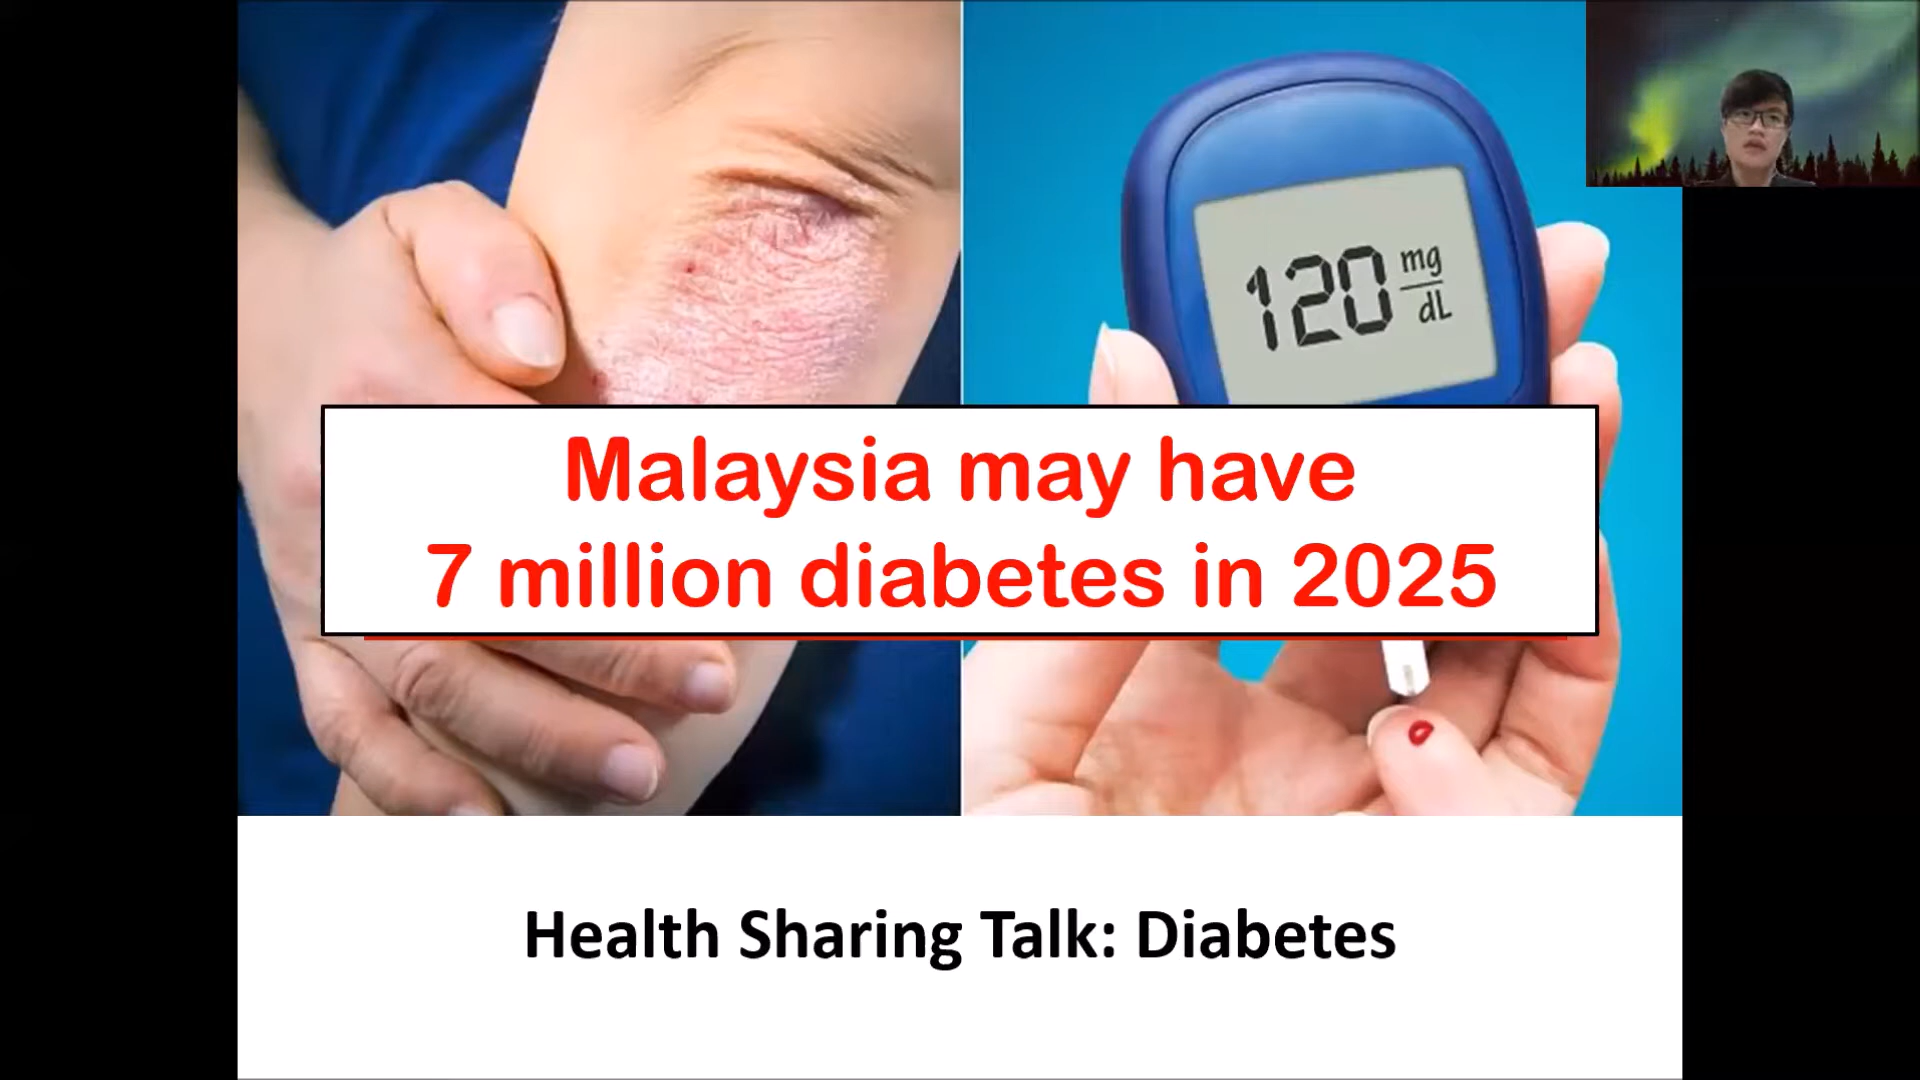 120 mg/dL
Malaysia may have
7 million diabetes in 2025
Health Sharing Talk: Diabetes